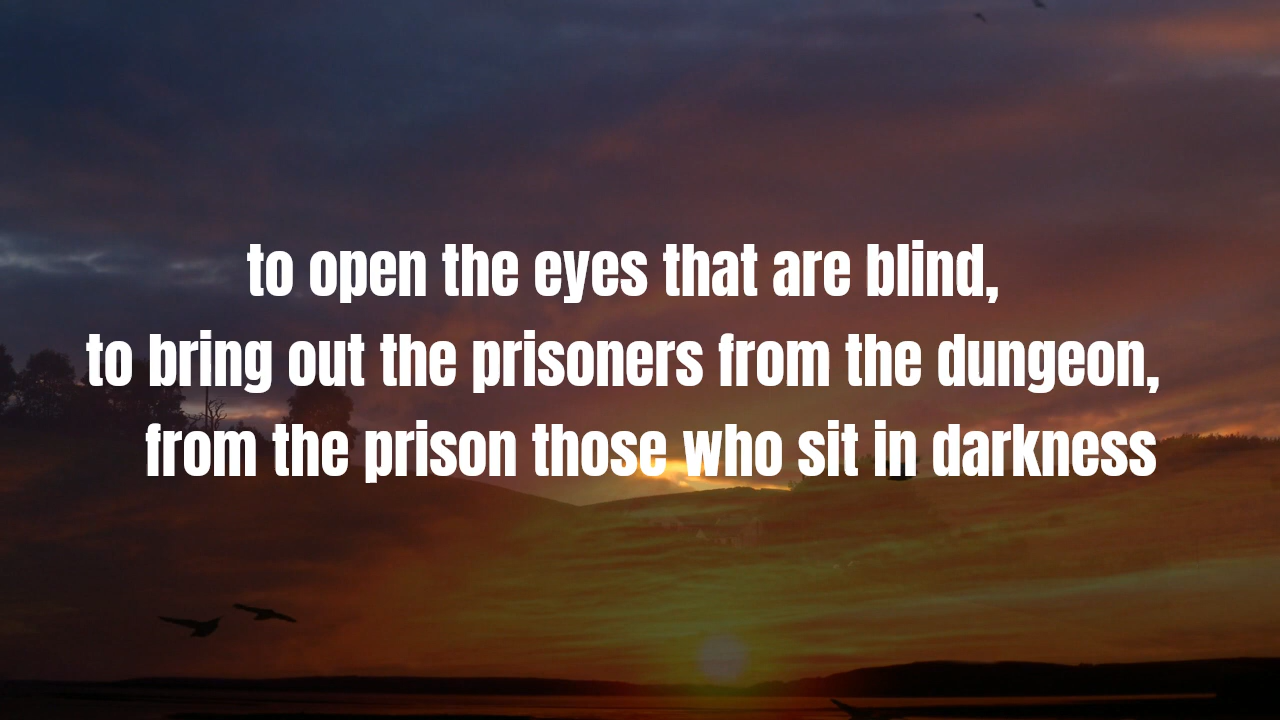 to open the eyes that are blind,
to bring out the prisoners from the dungeon,
from the prison those who sit in darkness